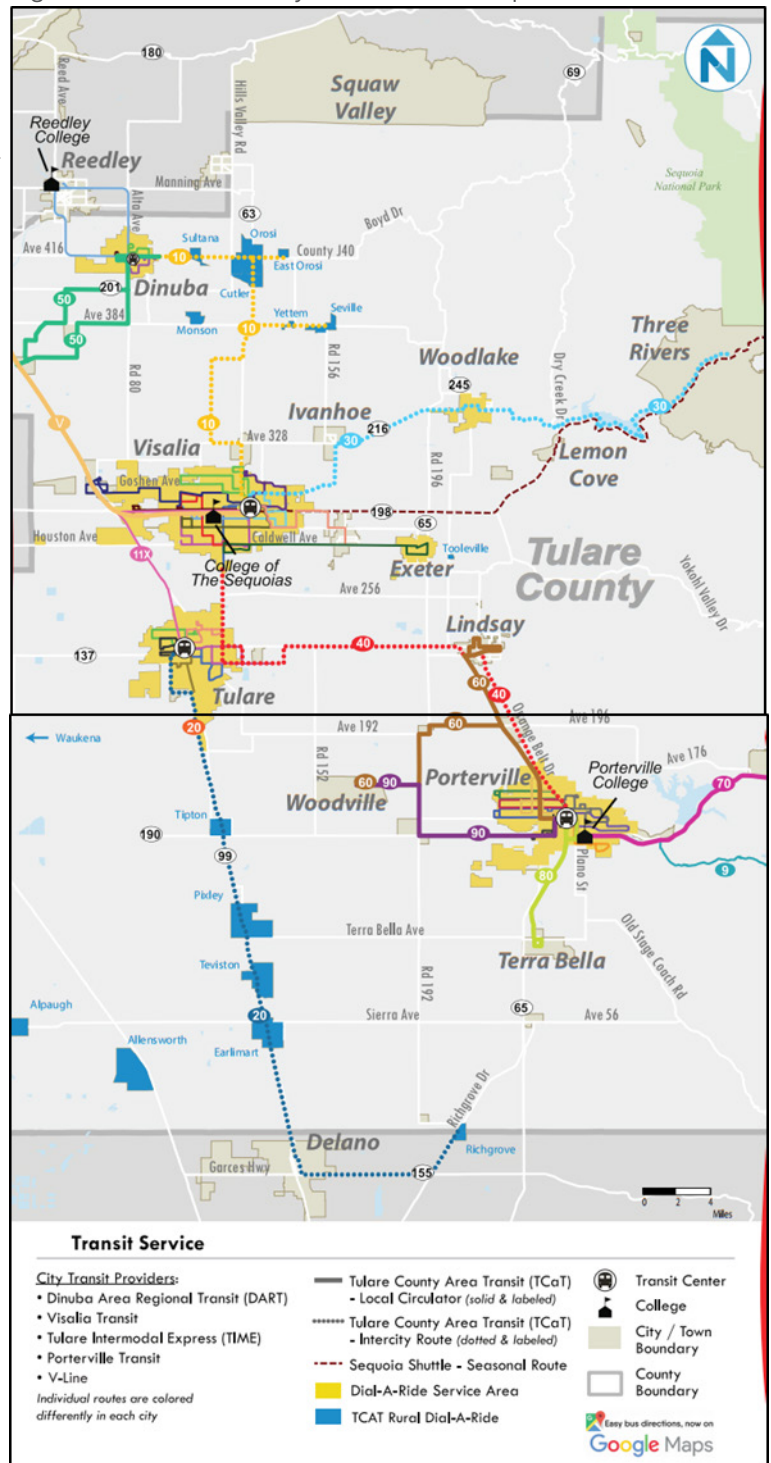 180
Reed Ave
Hills Valley Rd
Squaw
Valley
69
N
Reedley
College
Reedley
Manning Ave
Alta Ave
63
Boyd Dr
Sequoia
National Park
Ave 416
Sultana
Orosi
County J40
10
East Orosi
201
Dinuba
Cutler
50
Ave 384
Monson
10
Yettem
Seville
50
Rd 80
Rd 156
Woodlake
Dry Creek Dr
Three
Rivers
245
V
10
Ivanhoe
216
30
Visalia
Ave 328
30
Rd 196
Lemon
Cove
Goshen Ave
198
Houston Ave
Caldwell Ave
65
College of
The Sequoias
Exeter
Tooleville
Tulare
County
11X
Ave 256
Yokohl Valley Dr
Lindsay
137
40
Tulare
60
40
Orange Belt Dr
20
Ave 192
60
Ave 196
Waukena
Rd 152
Porterville
Porterville
College
Ave 176
60
90
70
Woodville
Tipton
190
90
99
80
Plano St
9
Pixley
Terra Bella Ave
Old Stage Coach Rd
Teviston
Terra Bella
Rd 192
Alpaugh
20
Sierra Ave
65
Ave 56
Allensworth
Earlimart
Richgrove Dr
Delano
Richgrove
Garces Hwy
155
0 2 4
Miles
Transit Service
City Transit Providers:
• Dinuba Area Regional Transit (DART)
• Visalia Transit
• Tulare Intermodal Express (TIME)
• Porterville Transit
• V-Line
Individual routes are colored
differently in each city
Tulare County Area Transit (TCaT)
- Local Circulator (solid & labeled)
Tulare County Area Transit (TCaT)
- Intercity Route (dotted & labeled)
Sequoia Shuttle - Seasonal Route
Dial-A-Ride Service Area
TCAT Rural Dial-A-Ride
Transit Center
College
City / Town
Boundary
County
Boundary
Easy bus directions, now on
Google Maps